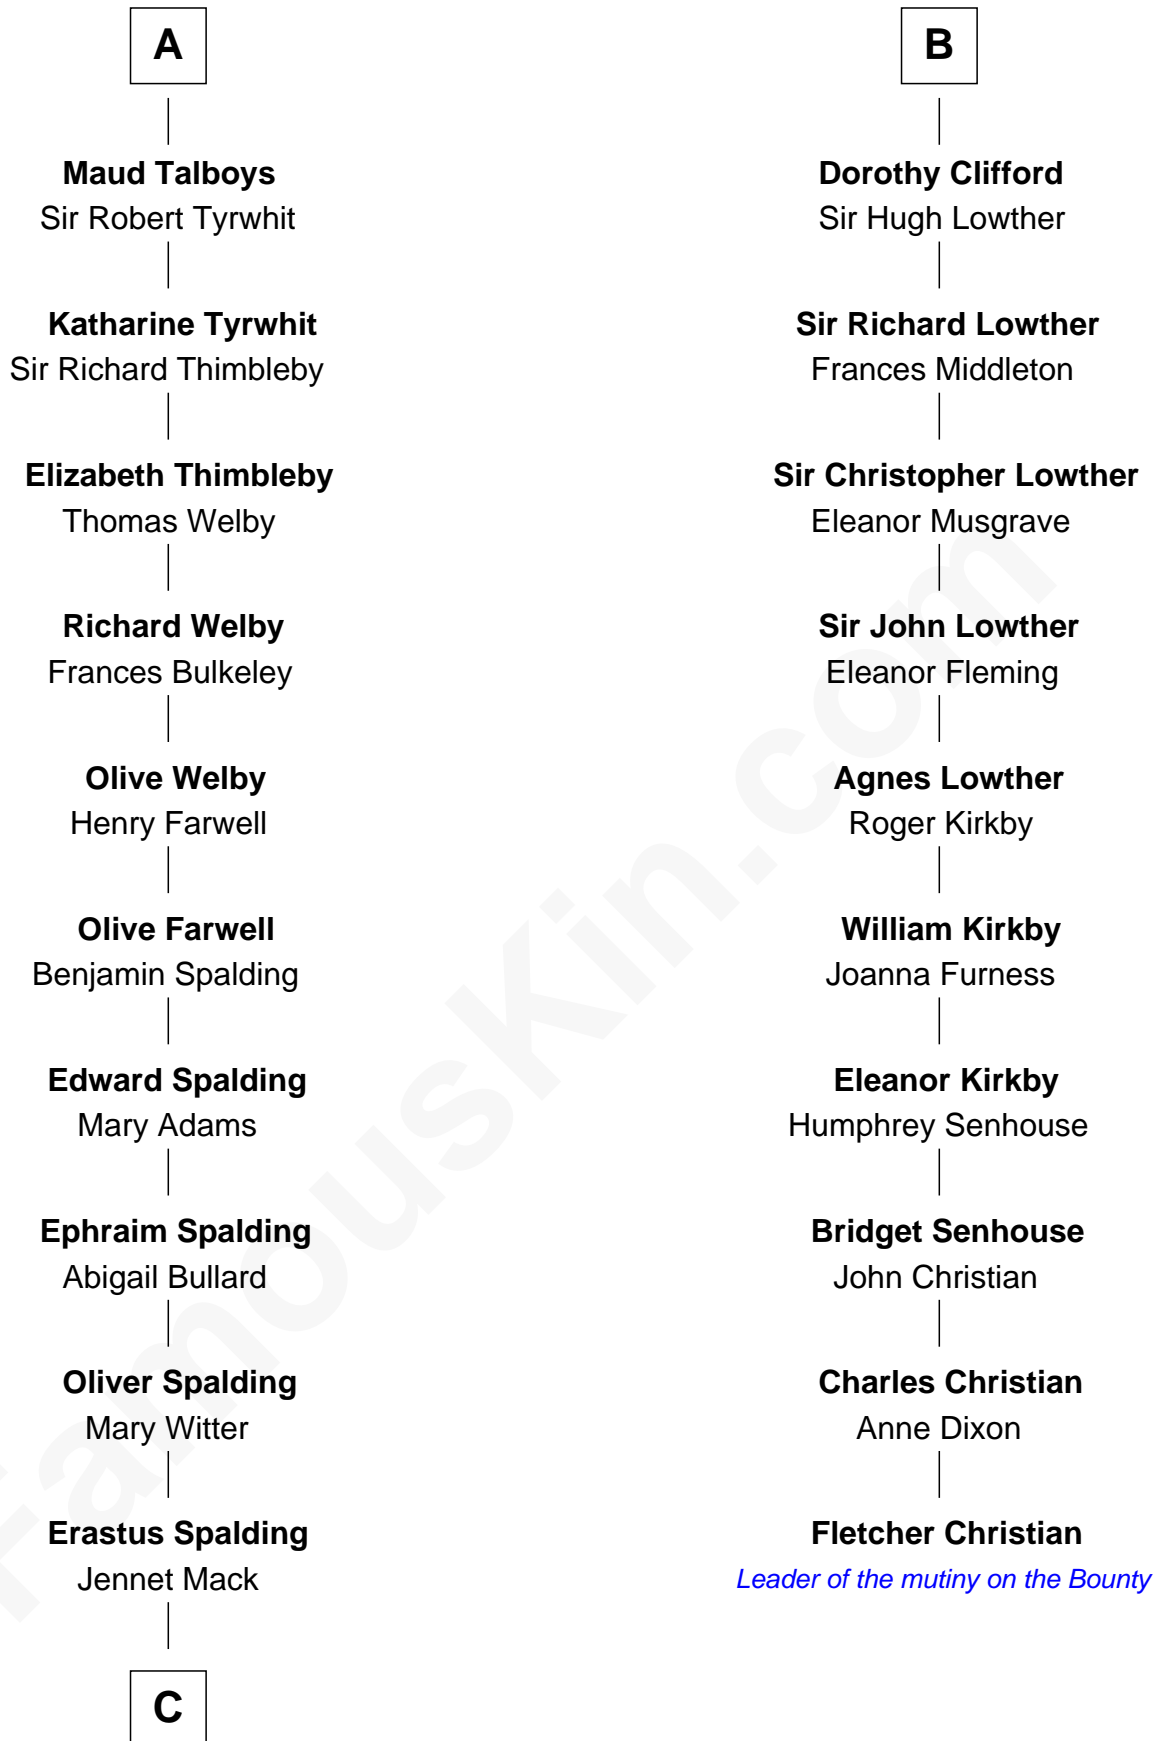 A
Maud Talboys
Sir Robert Tyrwhit
Katharine Tyrwhit
Sir Richard Thimbleby
Elizabeth Thimbleby
Thomas Welby
Richard Welby
Frances Bulkeley
Olive Welby
Henry Farwell
Olive Farwell
Benjamin Spalding
Edward Spalding
Mary Adams
Ephraim Spalding
Abigail Bullard
Oliver Spalding
Mary Witter
Erastus Spalding
Jennet Mack
C
B
Dorothy Clifford
Sir Hugh Lowther
Sir Richard Lowther
Frances Middleton
Sir Christopher Lowther
Eleanor Musgrave
Sir John Lowther
Eleanor Fleming
Agnes Lowther
Roger Kirkby
William Kirkby
Joanna Furness
Eleanor Kirkby
Humphrey Senhouse
Bridget Senhouse
John Christian
Charles Christian
Anne Dixon
Fletcher Christian
Leader of the mutiny on the Bounty
FamousKin.com